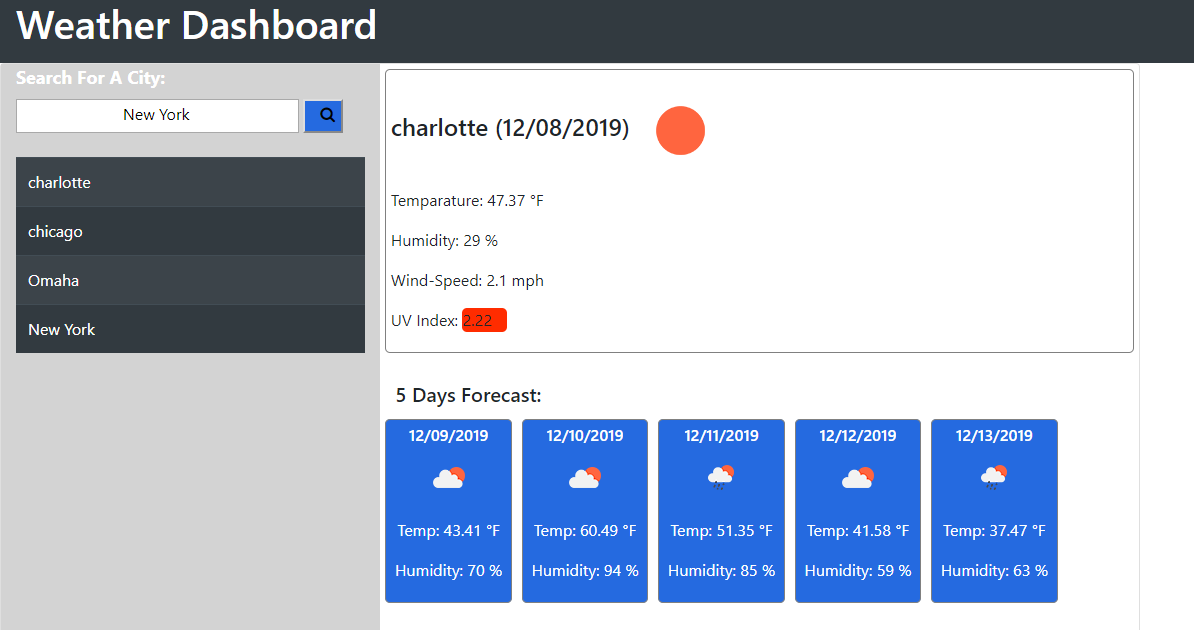 Weather Dashboard
Search For A City:
New York
charlotte
chicago
Omaha
New York
charlotte (12/08/2019)
Temparature: 47.37 °F
Humidity: 29 %
Wind-Speed: 2.1 mph
UV Index: 2.22
5 Days Forecast:
12/09/2019
Temp: 43.41 °F
Humidity: 70 %
12/10/2019
Temp: 60.49 °F
Humidity: 94 %
12/11/2019
Temp: 51.35 °F
Humidity: 85 %
12/12/2019
Temp: 41.58 °F
Humidity: 59 %
12/13/2019
Temp: 37.47 °F
Humidity: 63 %